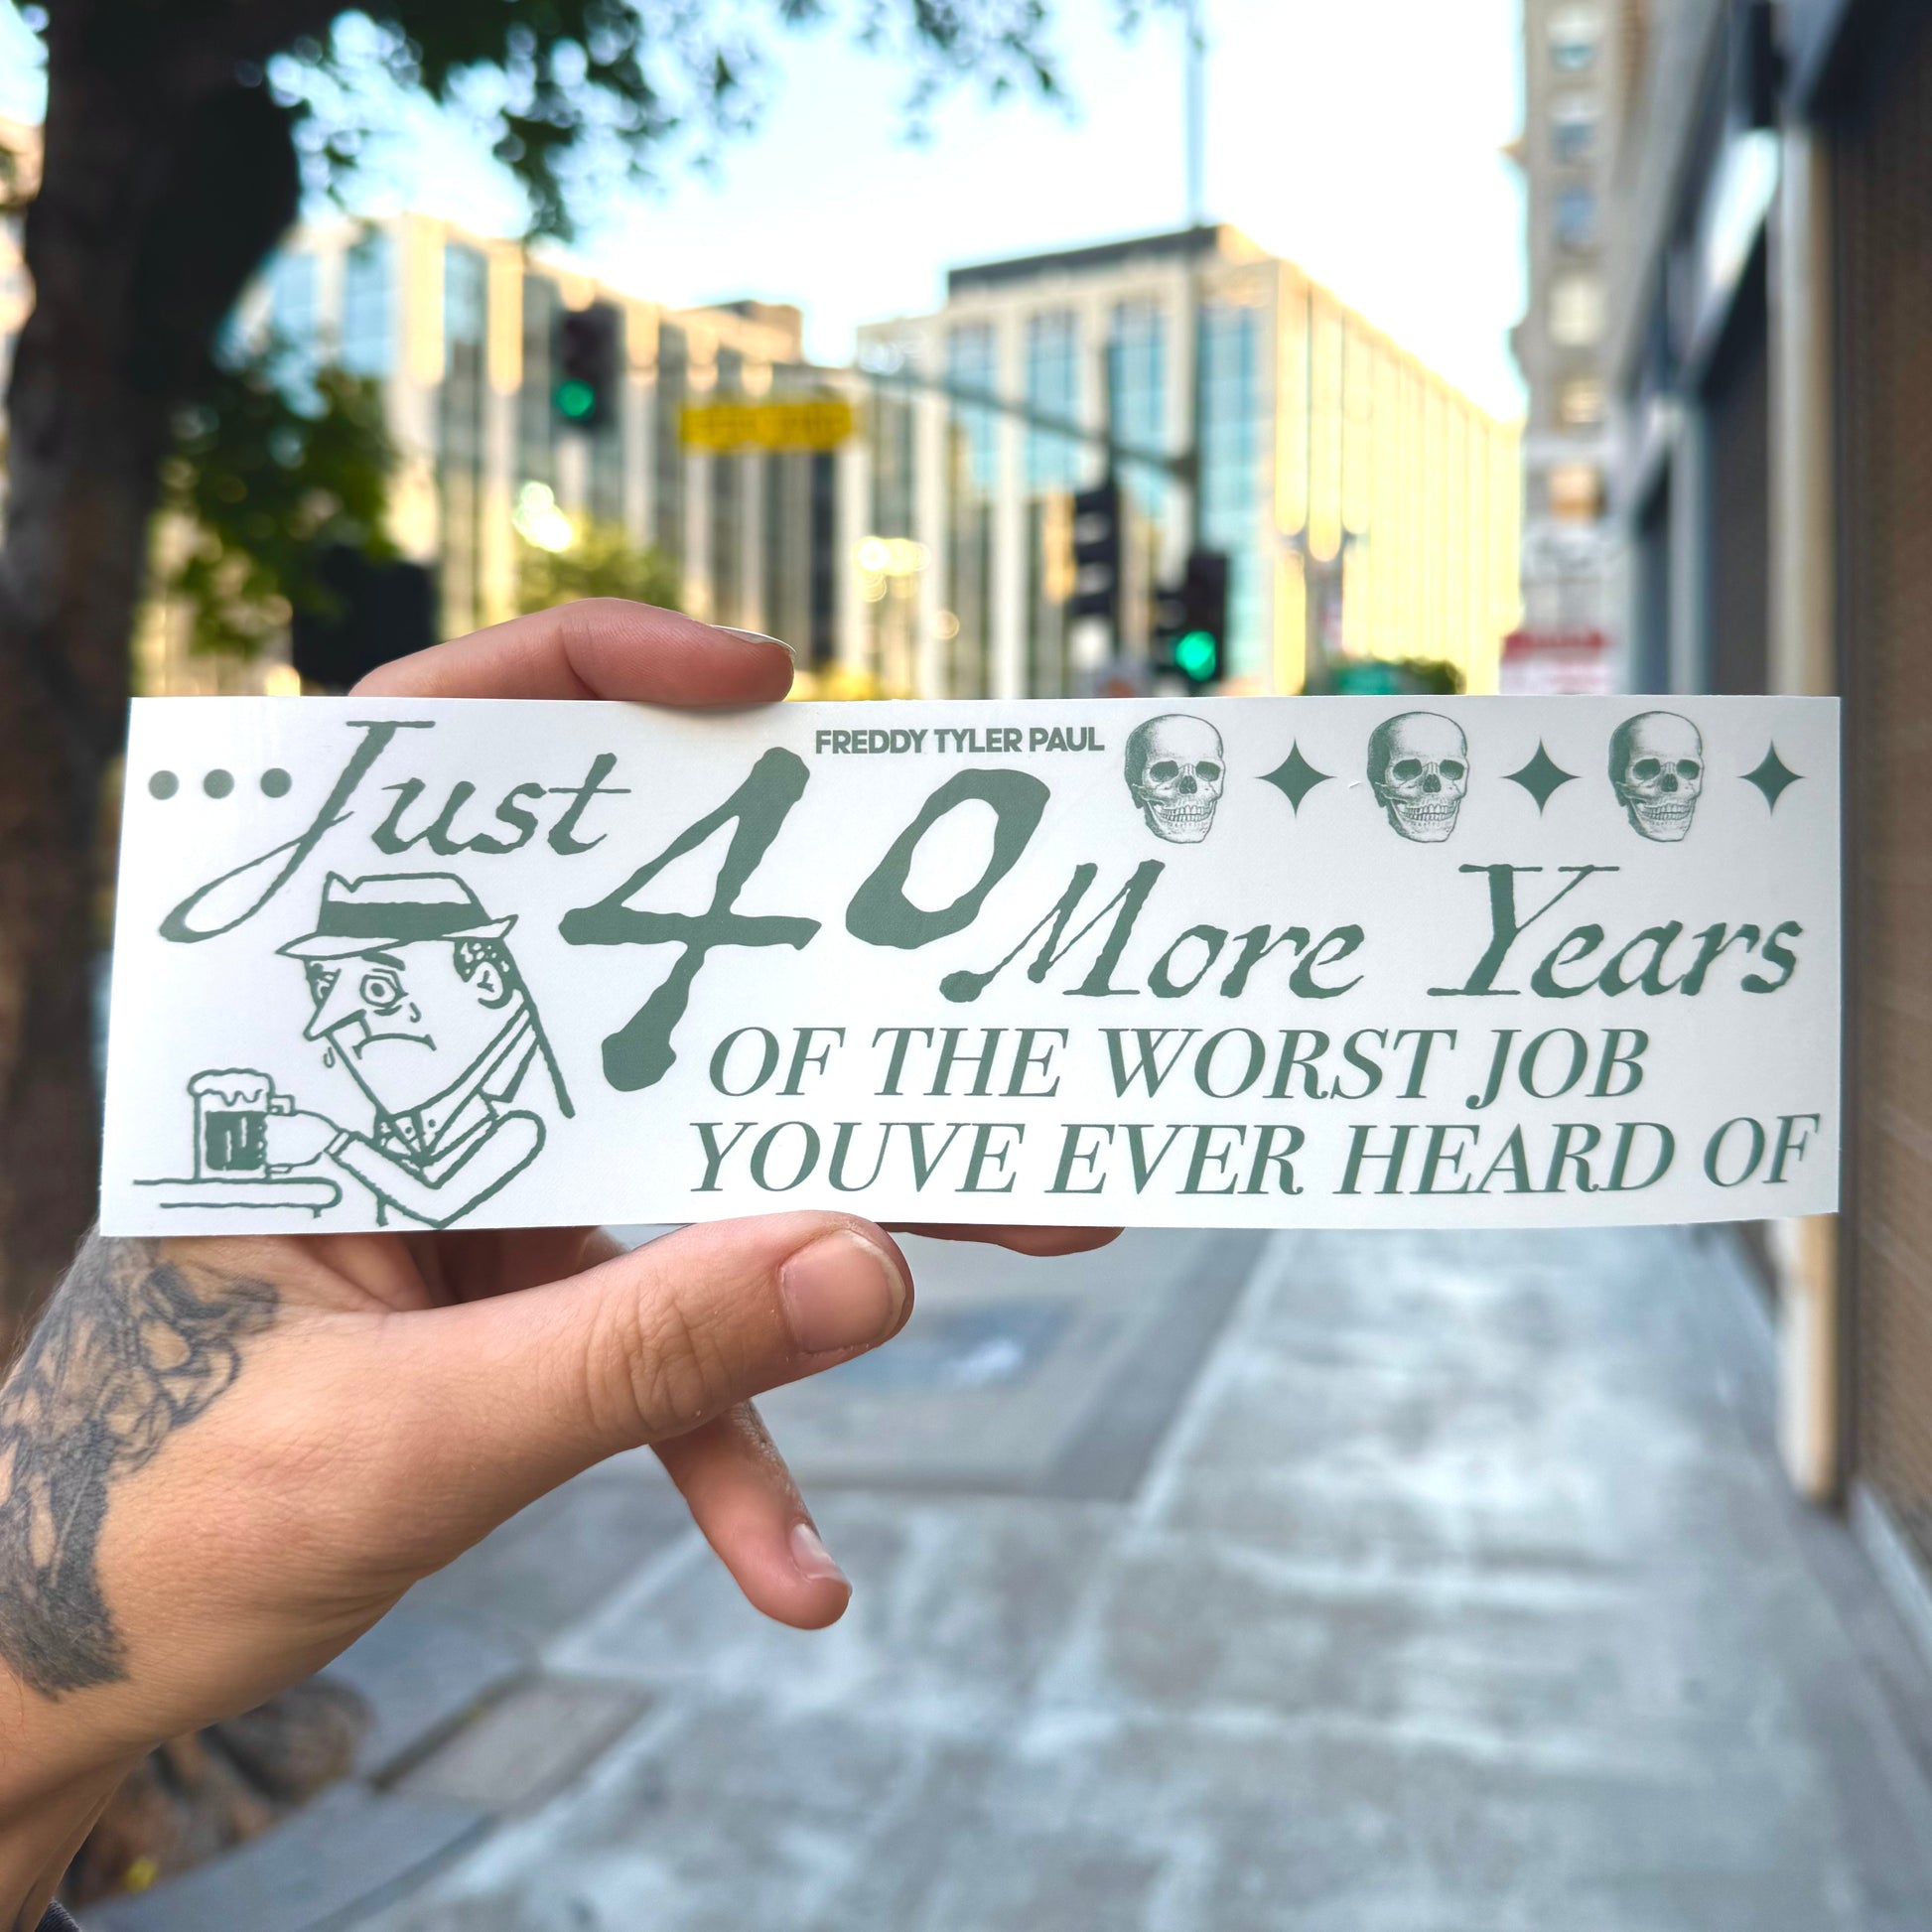 FREDDY TYLER PAUL
...Just 40 More Years
OF THE WORST JOB
YOUVE EVER HEARD OF